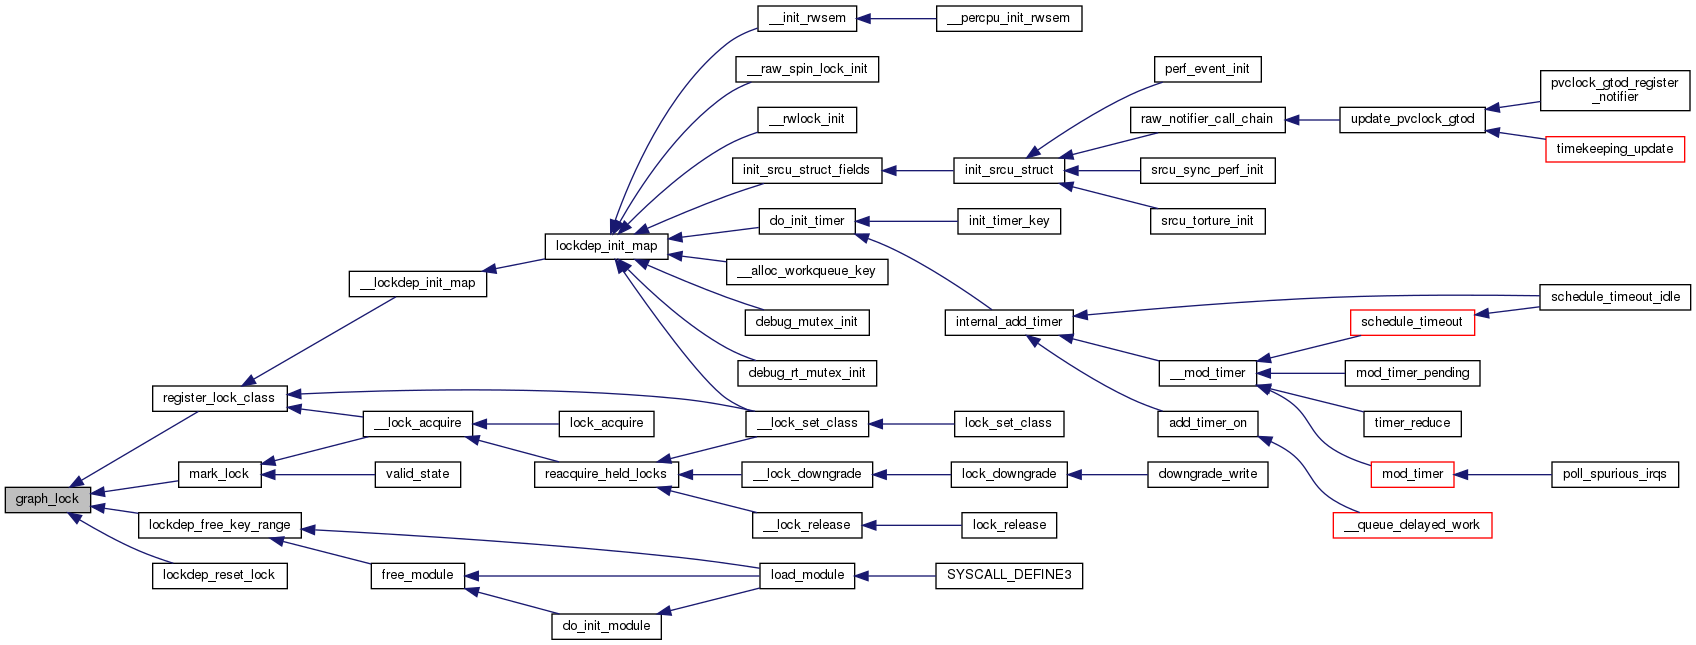 __init_rwsem
__percpu_init_rwsem
__raw_spin_lock_init
perf_event_init
pvclock_gtod_register
_notifier
__rwlock_init
raw_notifier_call_chain
update_pvclock_gtod
timekeeping_update
init_srcu_struct_fields
init_srcu_struct
srcu_sync_perf_init
do_init_timer
init_timer_key
srcu_torture_init
lockdep_init_map
__alloc_workqueue_key
__lockdep_init_map
schedule_timeout_idle
debug_mutex_init
internal_add_timer
schedule_timeout
debug_rt_mutex_init
__mod_timer
mod_timer_pending
register_lock_class
__lock_acquire
lock_acquire
__lock_set_class
lock_set_class
add_timer_on
timer_reduce
mark_lock
valid_state
reacquire_held_locks
__lock_downgrade
lock_downgrade
downgrade_write
mod_timer
poll_spurious_irqs
graph_lock
lockdep_free_key_range
__lock_release
lock_release
__queue_delayed_work
lockdep_reset_lock
free_module
load_module
SYSCALL_DEFINE3
do_init_module